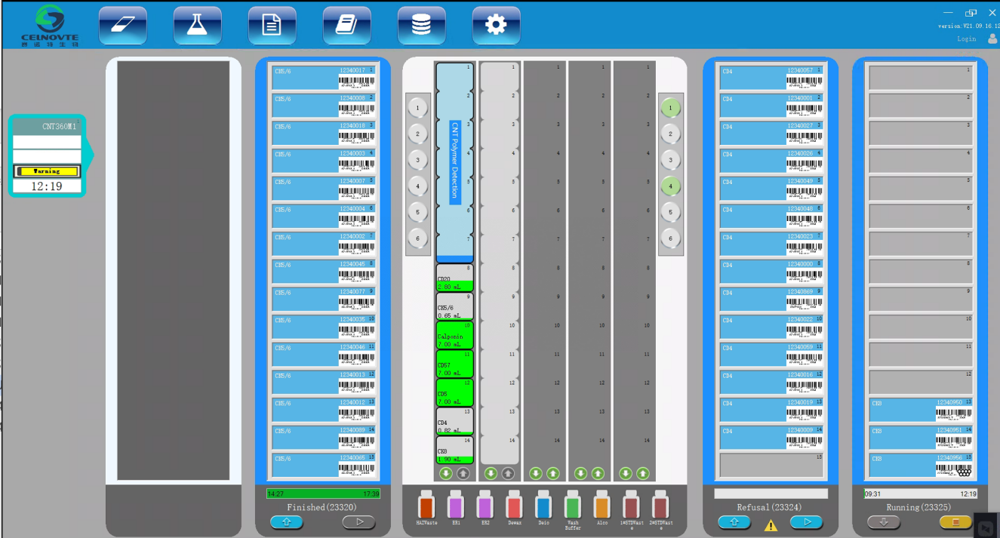 CELNOVTE
赛诺特生物
version:V21.09.16.12
Login
CNT360M1 1
Warning
12:19
CK5/6 12340017 1
CK5/6 12340008 2
CK5/6 12340018 3
CK5/6 12340003 4
CK5/6 12340007 5
CK5/6 12340004 6
CK5/6 12340002 7
CK5/6 12340045 8
CK5/6 12340077 9
CK5/6 12340035 10
CK5/6 12340046 11
CK5/6 12340013 12
CK5/6 12340012 13
CK5/6 12340089 14
CK5/6 12340065 15
14:27 17:39
Finished(23320)
1
2
3
4
5
6
1
2
3
4
5
6
7
CNT Polymer Detection
8
CD20
2.80 mL
9
CK5/6
0.65 mL
10
Calponin
7.00 mL
11
CD57
7.00 mL
12
CD5
7.00 mL
13
CD4
0.82 mL
14
CK8
1.90 mL
1
2
3
4
5
6
7
8
9
10
11
12
13
14
1
2
3
4
5
6
7
8
9
10
11
12
13
14
1
2
3
4
5
6
7
8
9
10
11
12
13
14
1
2
3
4
5
6
7
8
9
10
11
12
13
14
1
2
3
4
5
6
HAZWaste
ER1
ER2
Dewax
Deio
Wash
Buffer
Alco
1#STDWast
e
2#STDWast
e
CD4 12340057 1
CD4 12340001 2
CD4 12340027 3
CD4 12340026 4
CD4 12340049 5
CD4 12340048 6
CD4 12340023 7
CD4 12340000 8
CD4 12340869 9
CD4 12340022 10
CD4 12340059 11
CD4 12340016 12
CD4 12340019 13
CD4 12340009 14
15
Refusal(23324)
1
2
3
4
5
6
7
8
9
10
11
12
CK8 12340950 13
CK8 12340951 14
CK8 12340956 15
09:31 12:19
Running(23325)